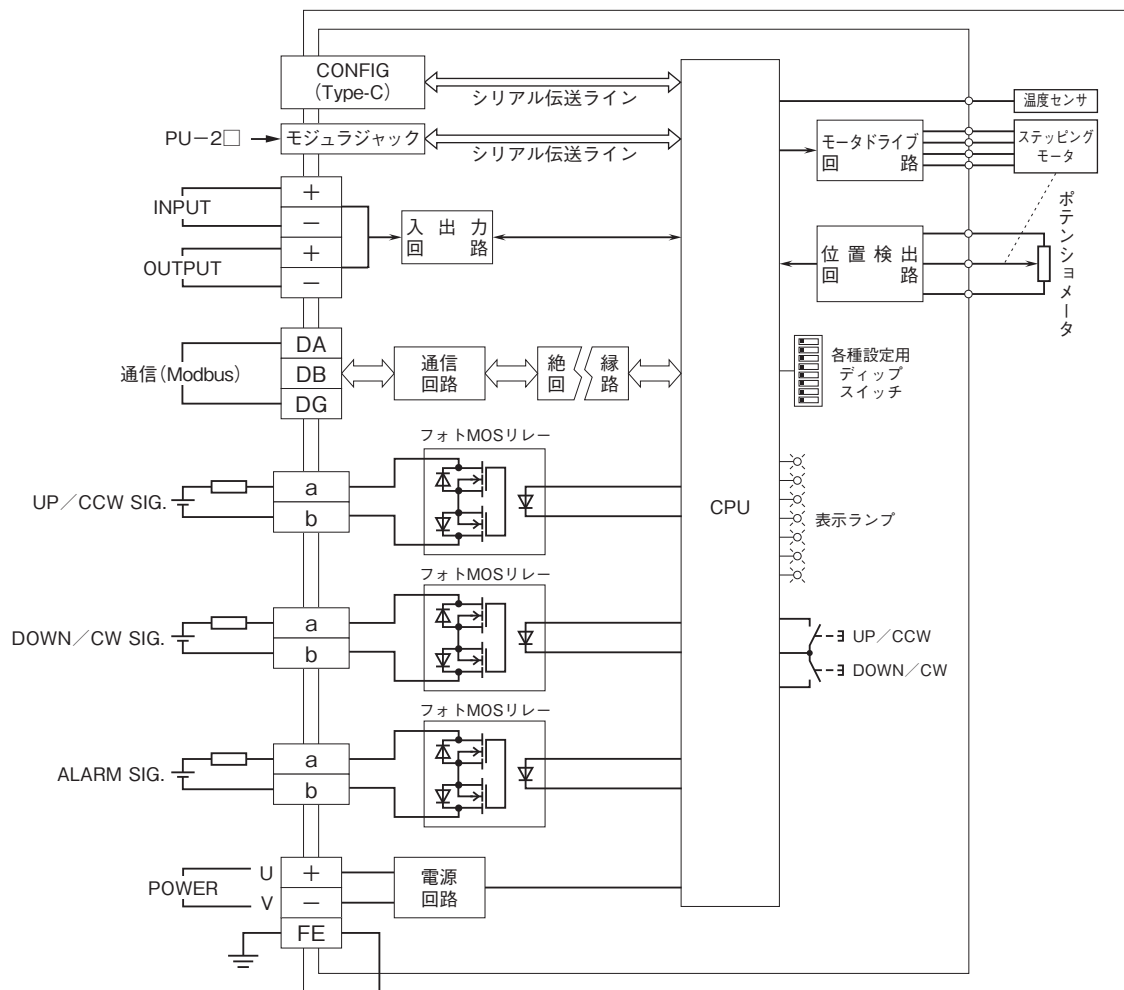 CONFIG
(Type-C)
シリアル伝送ライン
温度センサ
PU−2□
モジュラジャック
シリアル伝送ライン
モータドライブ
回路
ステッピング
モータ
INPUT
+
−
入出力
回路
OUTPUT
+
−
位置検出
回路
ポテンショメータ
通信(Modbus)
DA
DB
DG
通信
回路
絶縁
回路
各種設定用
ディップ
スイッチ
フォトMOSリレー
UP/CCW SIG.
a
b
CPU
表示ランプ
フォトMOSリレー
DOWN/CW SIG.
a
b
UP/CCW
DOWN/CW
フォトMOSリレー
ALARM SIG.
a
b
POWER
U
+
V
−
電源
回路
FE